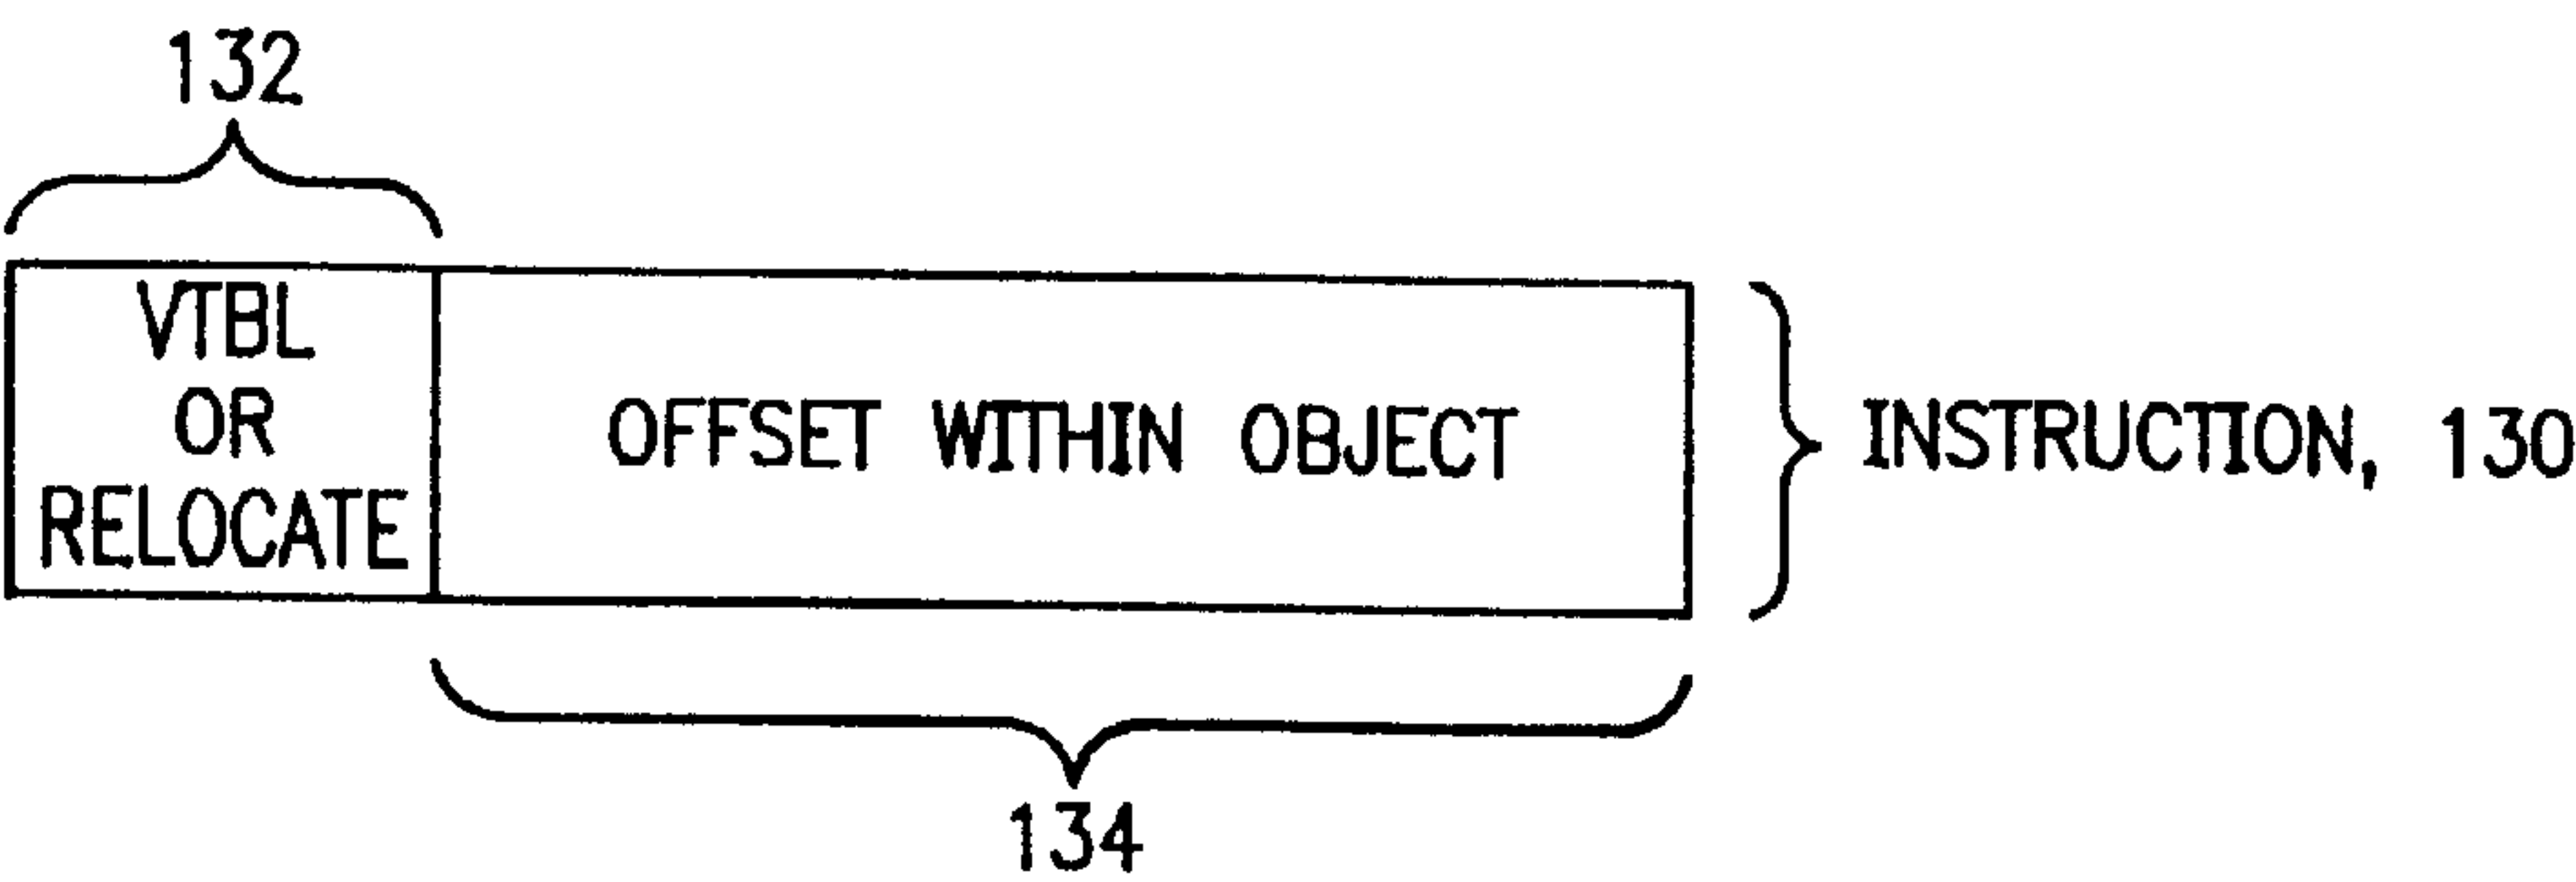 132
VTBL
OR
RELOCATE
OFFSET WITHIN OBJECT
INSTRUCTION, 130
134